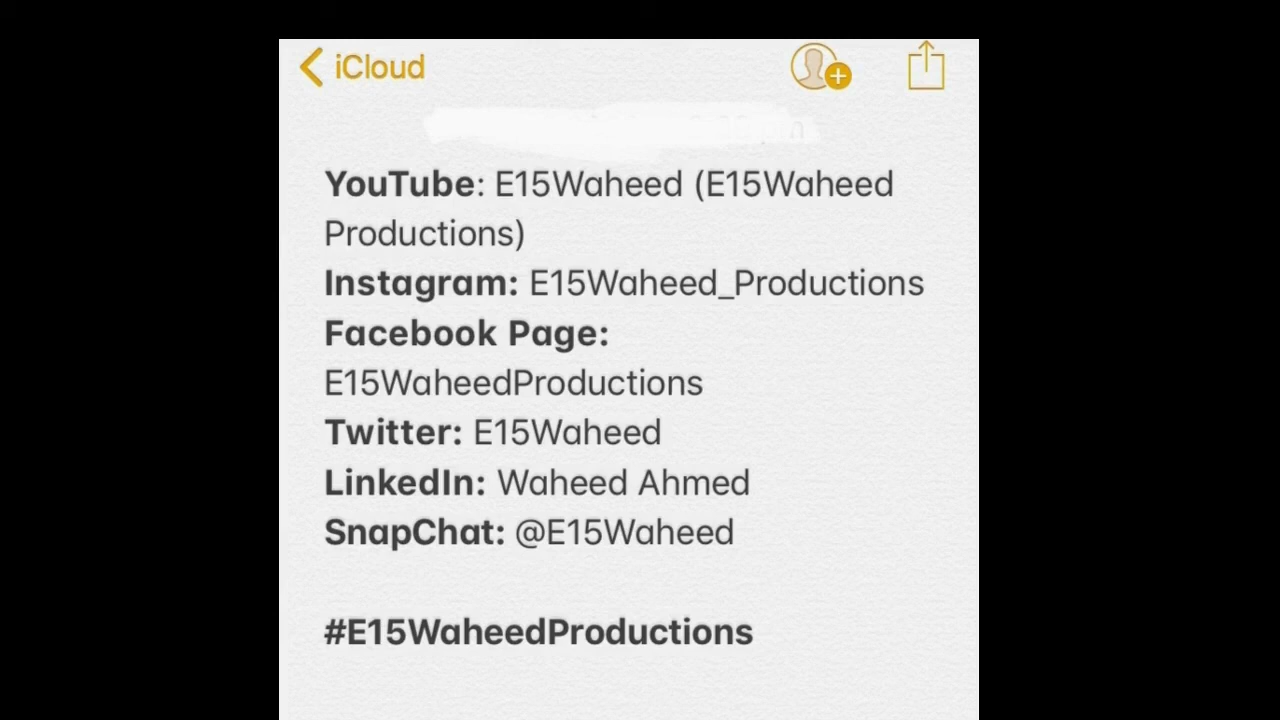 iCloud
YouTube: E15Waheed (E15Waheed
Productions)
Instagram: E15Waheed_Productions
Facebook Page:
E15WaheedProductions
Twitter: E15Waheed
LinkedIn: Waheed Ahmed
SnapChat: @E15Waheed
#E15WaheedProductions